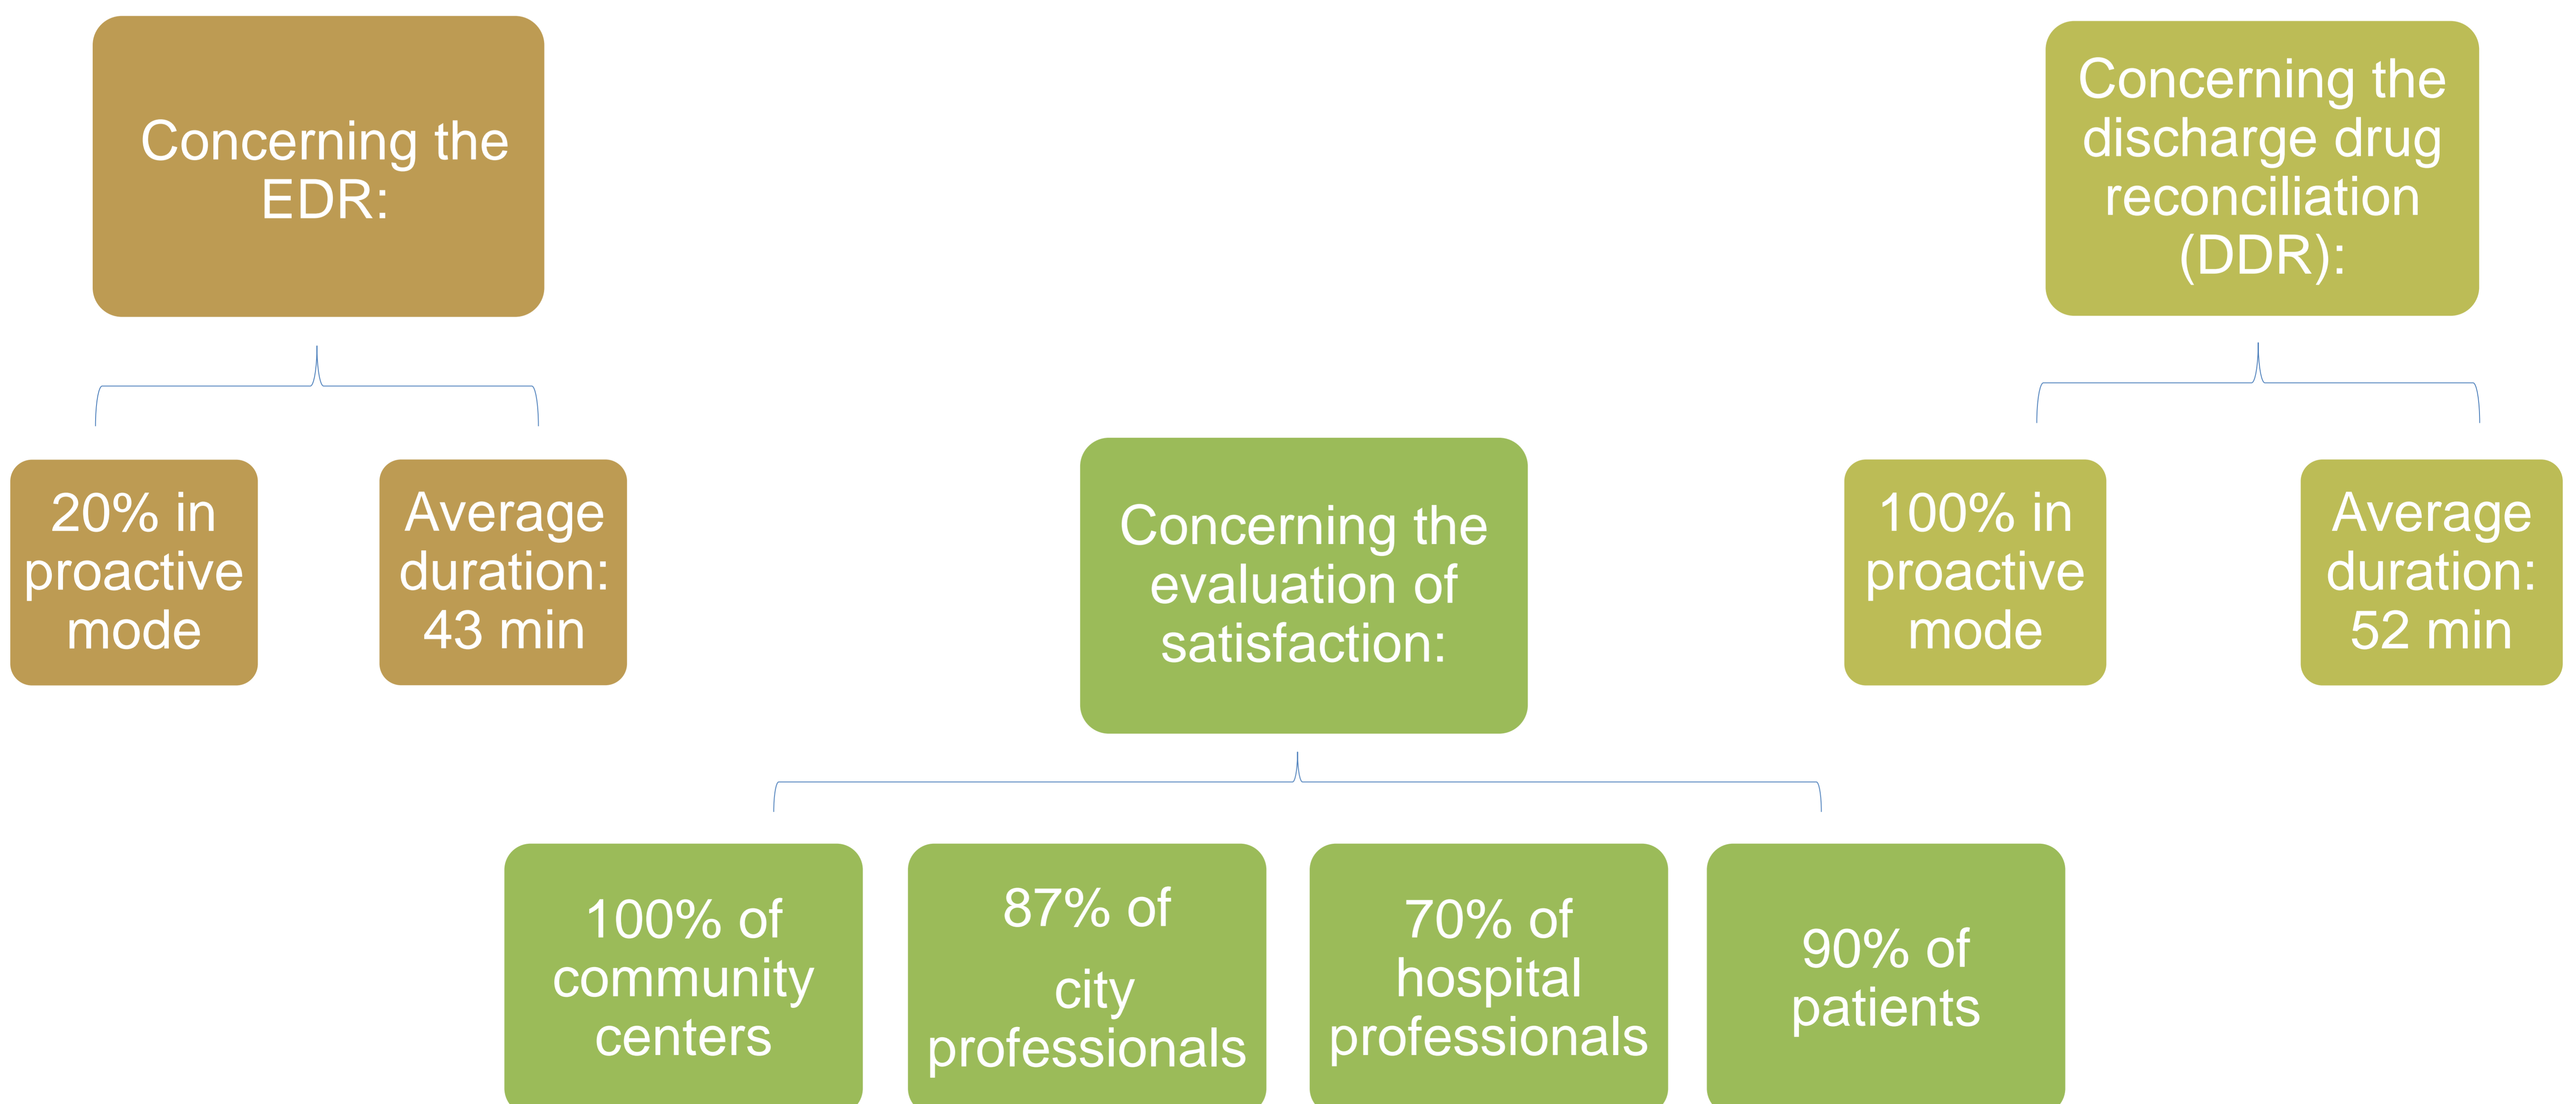 Concerning the
EDR:
20% in
proactive
mode
Average
duration:
43 min
Concerning the
evaluation of
satisfaction:
100% of
community
centers
87% of
city
professionals
70% of
hospital
professionals
90% of
patients
Concerning the
discharge drug
reconciliation
(DDR):
100% in
proactive
mode
Average
duration:
52 min